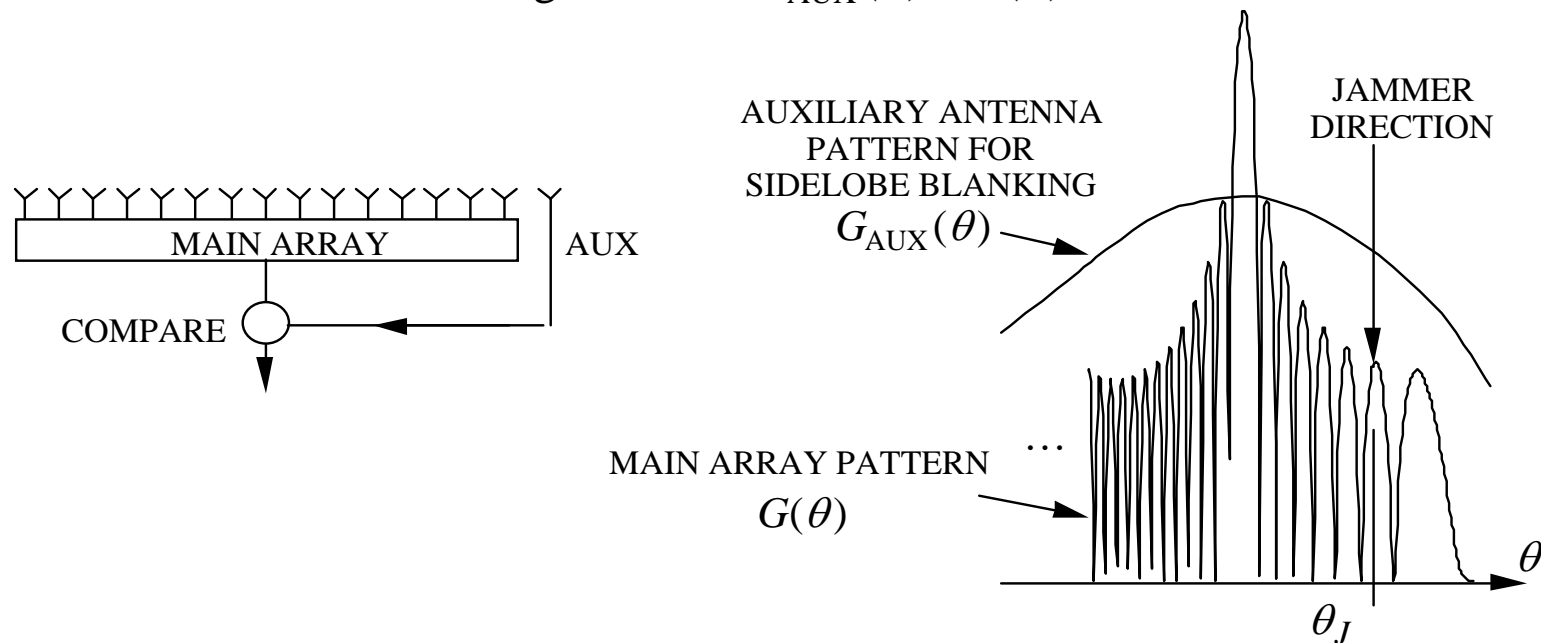 AUXILIARY ANTENNA
PATTERN FOR
SIDELOBE BLANKING
G_AUX(θ)
JAMMER
DIRECTION
MAIN ARRAY
AUX
COMPARE
...
MAIN ARRAY PATTERN
G(θ)
θ
θ_J